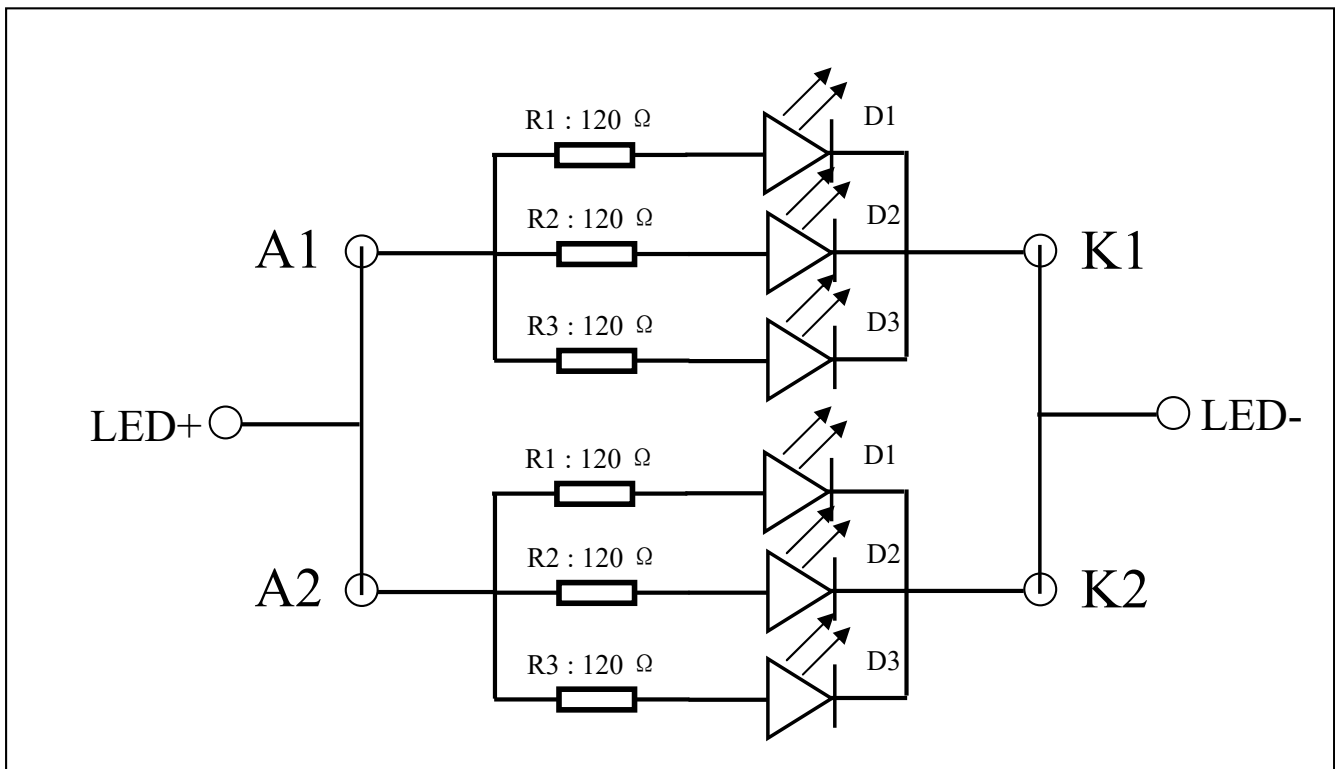 R1 : 120 Ω
D1
R2 : 120 Ω
D2
A1
K1
R3 : 120 Ω
D3
LED+
LED-
R1 : 120 Ω
D1
R2 : 120 Ω
D2
A2
K2
R3 : 120 Ω
D3